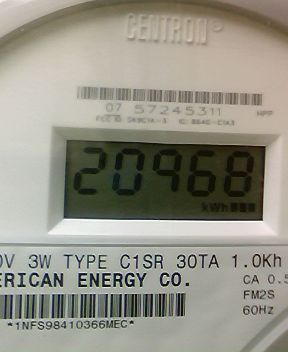 CENTRON®
07 57245311 HPP
20968
kWh
0V 3W TYPE C1SR 30TA 1.0Kh
ERICAN ENERGY CO. CA 0.5
FM2S
60Hz
*1NFS98410366MEC*